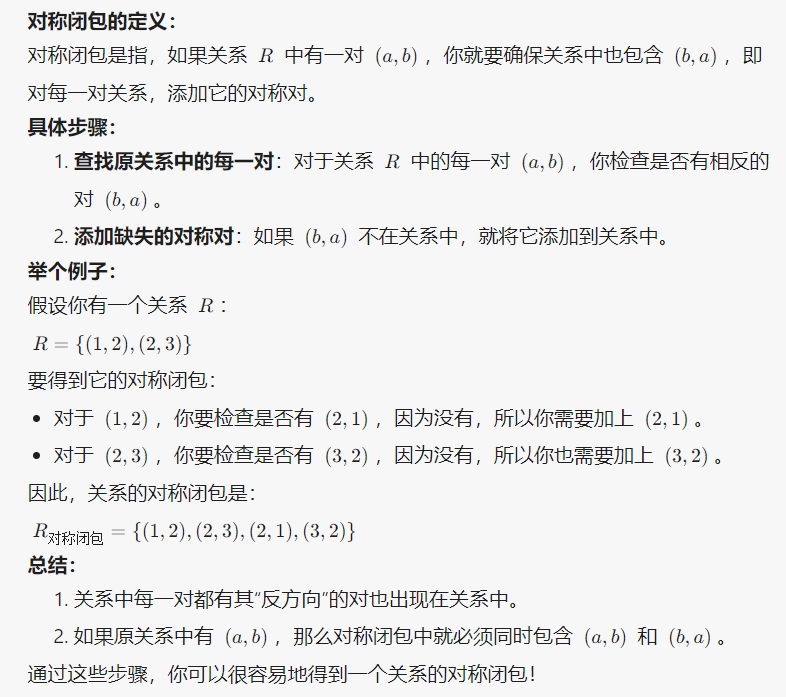 对称闭包的定义：
对称闭包是指，如果关系 R 中有一对 (a, b) ，你就要确保关系中也包含 (b, a) ，即
对每一对关系，添加它的对称对。
具体步骤：
1. 查找原关系中的每一对：对于关系 R 中的每一对 (a, b) ，你检查是否有相反的
对 (b, a) 。
2. 添加缺失的对称对：如果 (b, a) 不在关系中，就将它添加到关系中。
举个例子：
假设你有一个关系 R ：
R = {(1, 2), (2, 3)}
要得到它的对称闭包：
• 对于 (1, 2) ，你要检查是否有 (2, 1) ，因为没有，所以你需要加上 (2, 1) 。
• 对于 (2, 3) ，你要检查是否有 (3, 2) ，因为没有，所以你也需要加上 (3, 2) 。
因此，关系的对称闭包是：
R对称闭包 = {(1, 2), (2, 3), (2, 1), (3, 2)}
总结：
1. 关系中每一对都有其“反方向”的对也出现在关系中。
2. 如果原关系中有 (a, b) ，那么对称闭包中就必须同时包含 (a, b) 和 (b, a) 。
通过这些步骤，你可以很容易地得到一个关系的对称闭包！